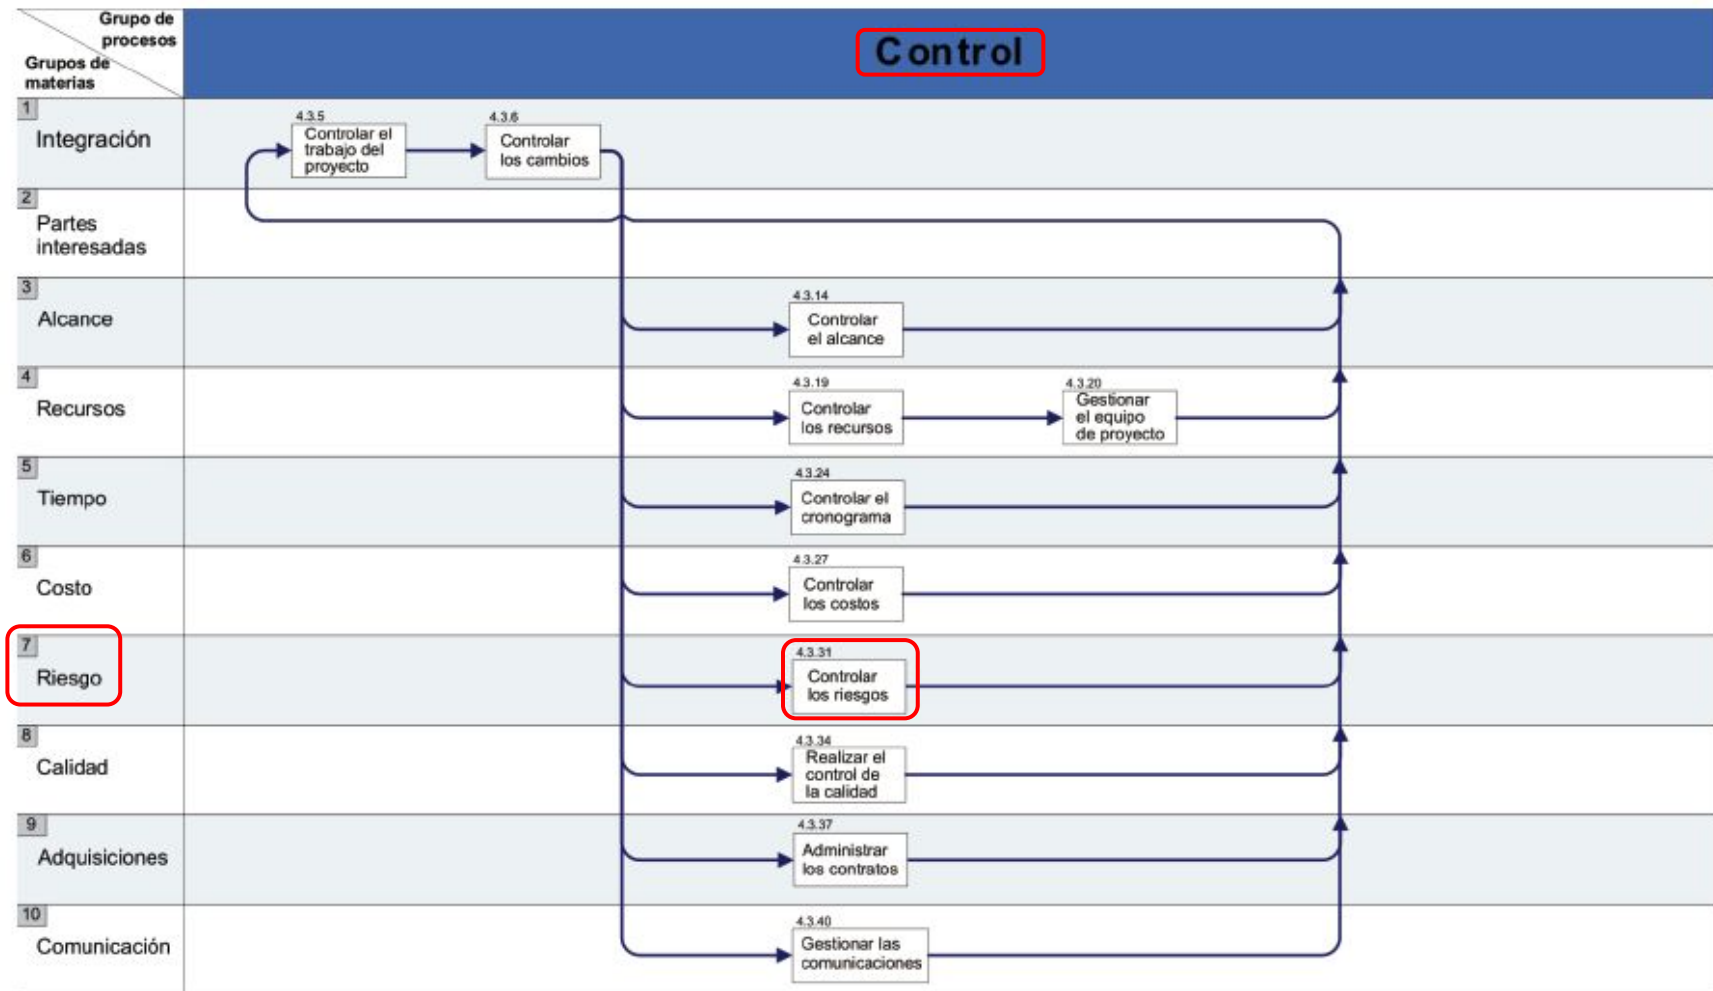 Grupo de
procesos
Grupos de
materias
Control
1
Integración
4.3.5
Controlar el
trabajo del
proyecto
4.3.6
Controlar
los cambios
2
Partes
interesadas
3
Alcance
4.3.14
Controlar
el alcance
4
Recursos
4.3.19
Controlar
los recursos
4.3.20
Gestionar
el equipo
de proyecto
5
Tiempo
4.3.24
Controlar el
cronograma
6
Costo
4.3.27
Controlar
los costos
7
Riesgo
4.3.31
Controlar
los riesgos
8
Calidad
4.3.34
Realizar el
control de
la calidad
9
Adquisiciones
4.3.37
Administrar
los contratos
10
Comunicación
4.3.40
Gestionar las
comunicaciones